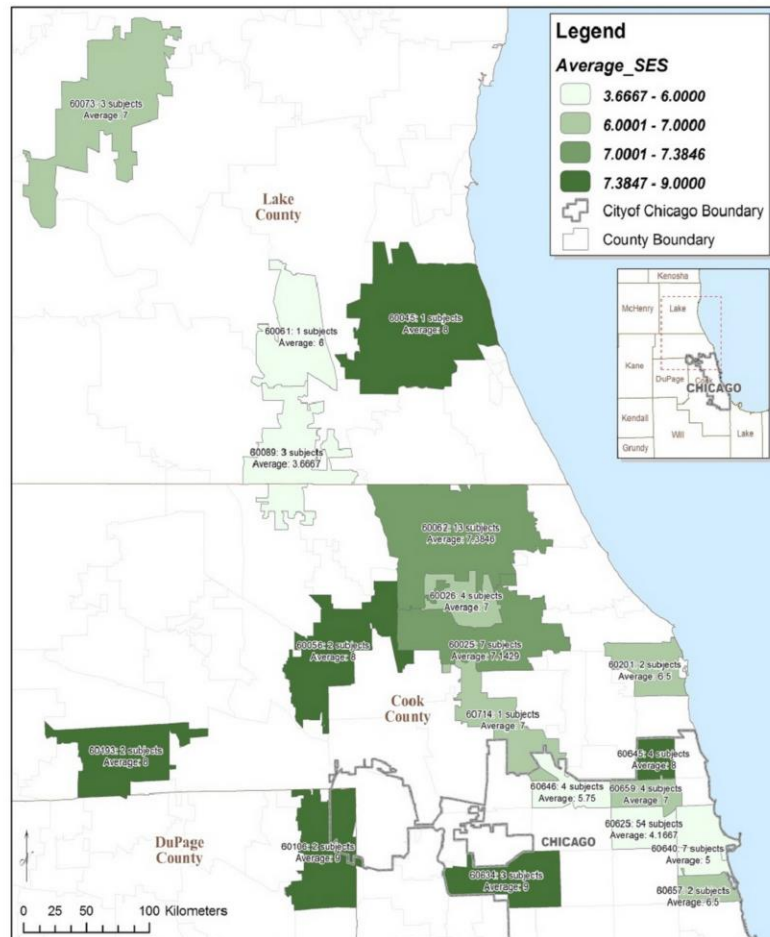 Legend
Average_SES
3.6667 - 6.0000
6.0001 - 7.0000
7.0001 - 7.3846
7.3847 - 9.0000
Cityof Chicago Boundary
County Boundary
60073: 3 subjects
Average: 7
Lake
County
60061: 1 subjects
Average: 6
60045: 1 subjects
Average: 8
60089: 3 subjects
Average: 3.6667
Kenosha
McHenry
Lake
Kane
DuPage
Cook
CHICAGO
Kendall
Will
Lake
Grundy
60062: 13 subjects
Average: 7.3846
60026: 4 subjects
Average: 7
60056: 2 subjects
Average: 8
60025: 7 subjects
Average: 7.1429
60201: 2 subjects
Average: 6.5
Cook
County
60714: 1 subjects
Average: 7
60193: 2 subjects
Average: 8
60645: 4 subjects
Average: 8
60646: 4 subjects
Average: 5.75
60659: 4 subjects
Average: 7
DuPage
County
60106: 2 subjects
Average: 9
CHICAGO
60625: 54 subjects
Average: 4.1667
60640: 7 subjects
Average: 5
60634: 3 subjects
Average: 9
60657: 2 subjects
Average: 6.5
0 25 50 100 Kilometers